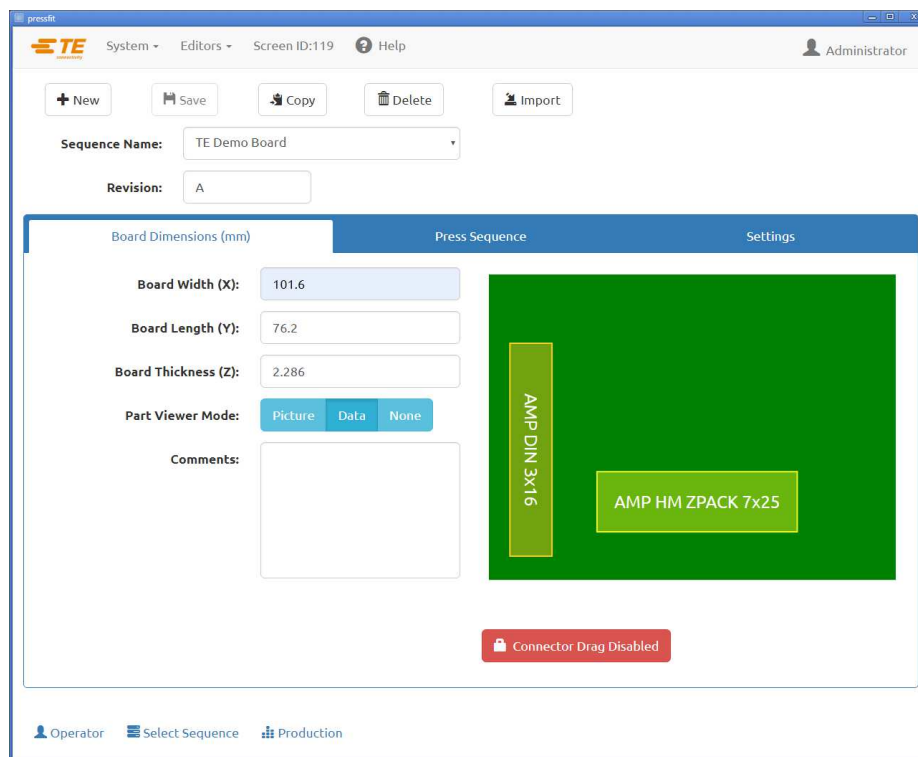 pressfit
TE
connectivity
System
Editors
Screen ID:119
Help
Administrator
New
Save
Copy
Delete
Import
Sequence Name:
TE Demo Board
Revision:
A
Board Dimensions (mm)
Press Sequence
Settings
Board Width (X):
101.6
Board Length (Y):
76.2
Board Thickness (Z):
2.286
Part Viewer Mode:
Picture
Data
None
Comments:
AMP DIN 3x16
AMP HM ZPACK 7x25
Connector Drag Disabled
Operator
Select Sequence
Production